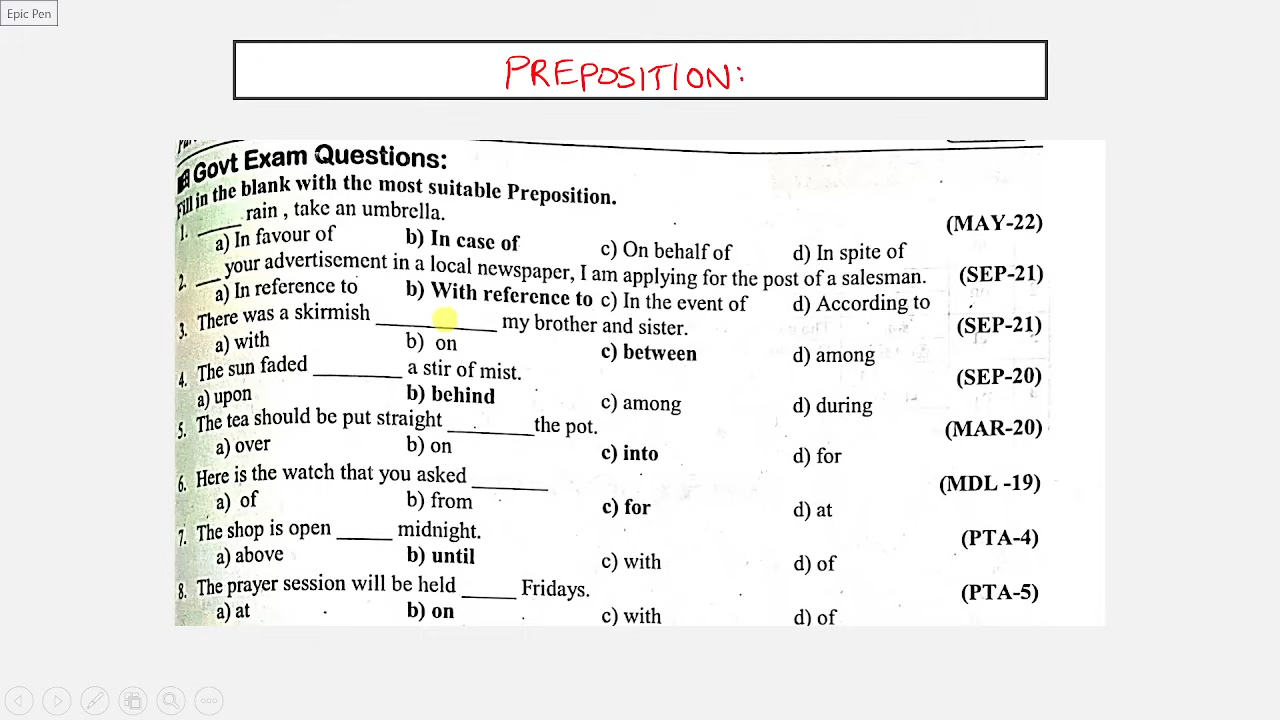 Epic Pen
PREPOSITION:
Govt Exam Questions:
Fill in the blank with the most suitable Preposition.
1. _____ rain , take an umbrella. (MAY-22)
a) In favour of b) In case of c) On behalf of d) In spite of
2. ___ your advertisement in a local newspaper, I am applying for the post of a salesman. (SEP-21)
a) In reference to b) With reference to c) In the event of d) According to
3. There was a skirmish ____________ my brother and sister. (SEP-21)
a) with b) on c) between d) among
4. The sun faded _________ a stir of mist. (SEP-20)
a) upon b) behind c) among d) during
5. The tea should be put straight _________ the pot. (MAR-20)
a) over b) on c) into d) for
6. Here is the watch that you asked ________ (MDL -19)
a) of b) from c) for d) at
7. The shop is open ______ midnight. (PTA-4)
a) above b) until c) with d) of
8. The prayer session will be held ______ Fridays. (PTA-5)
a) at b) on c) with d) of